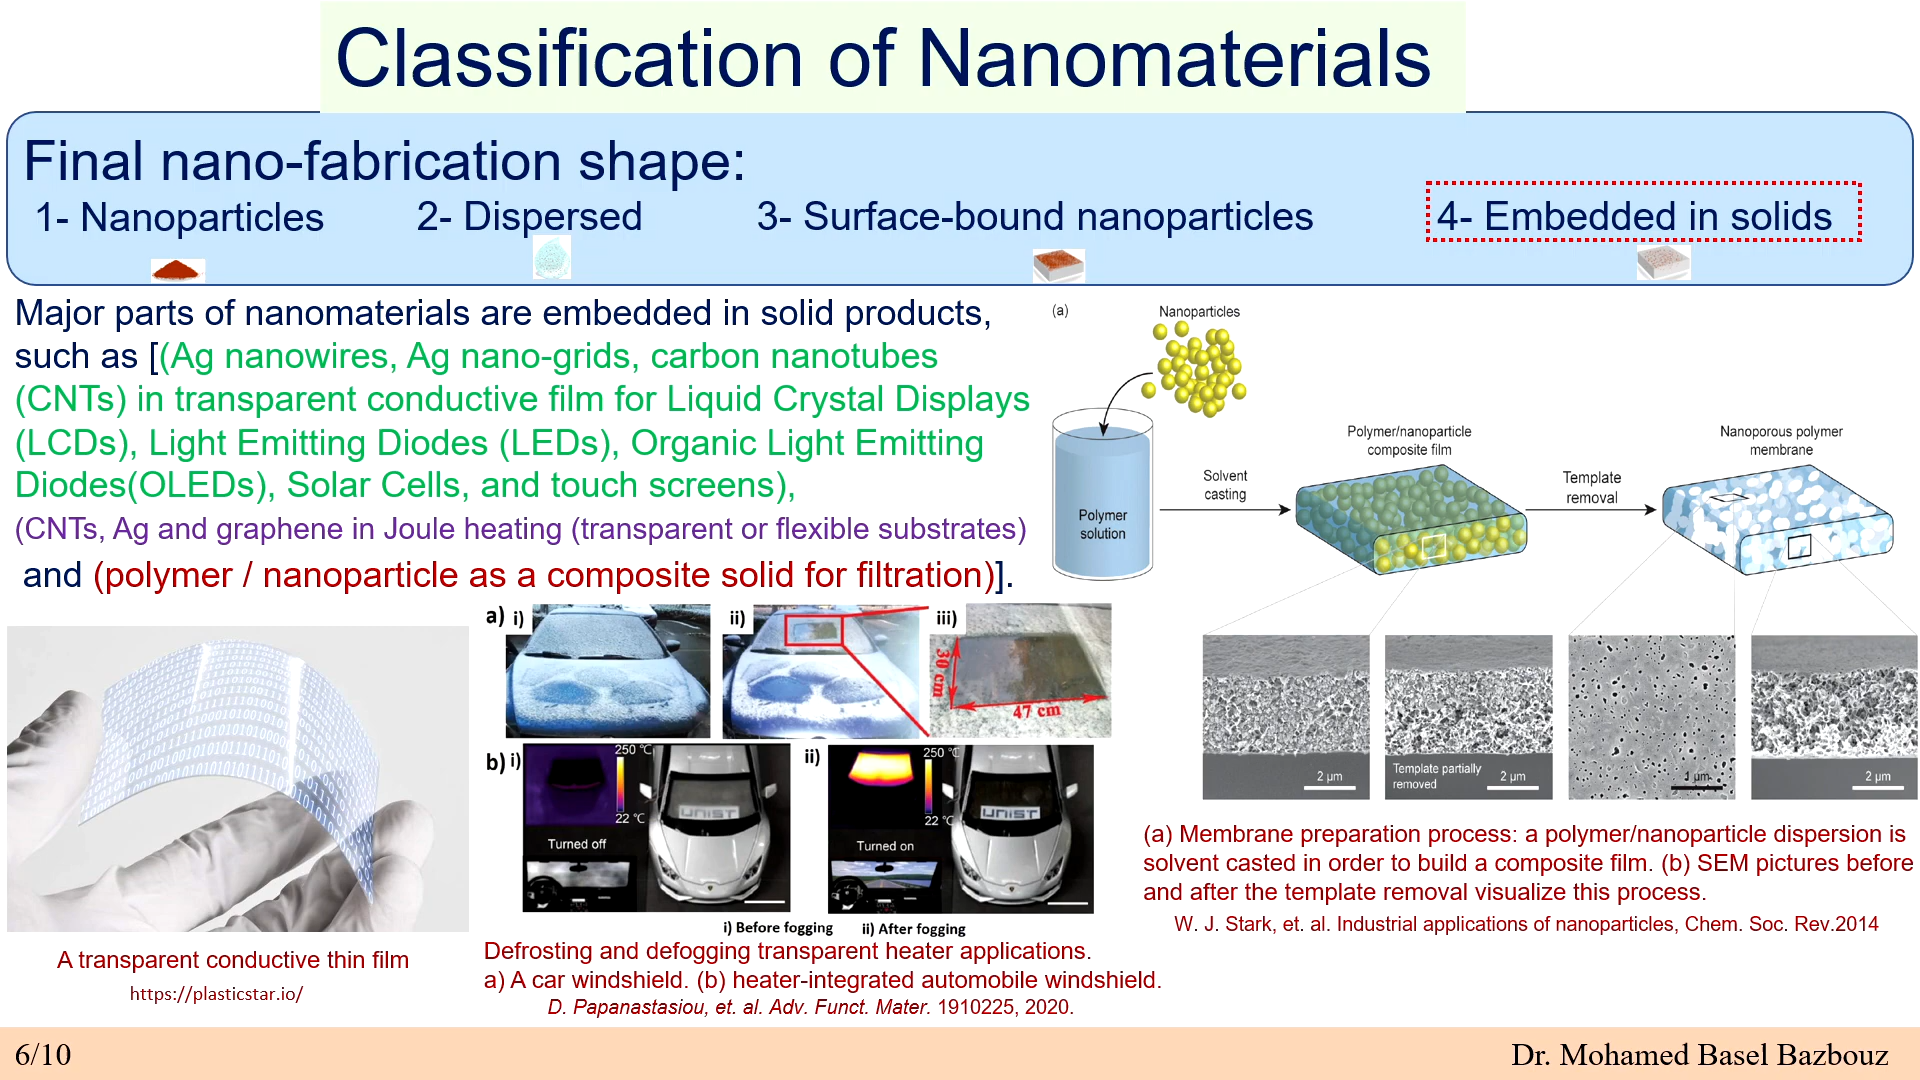 Classification of Nanomaterials
Final nano-fabrication shape:
1- Nanoparticles
2- Dispersed
3- Surface-bound nanoparticles
4- Embedded in solids
Major parts of nanomaterials are embedded in solid products,
such as [(Ag nanowires, Ag nano-grids, carbon nanotubes
(CNTs) in transparent conductive film for Liquid Crystal Displays
(LCDs), Light Emitting Diodes (LEDs), Organic Light Emitting
Diodes(OLEDs), Solar Cells, and touch screens),
(CNTs, Ag and graphene in Joule heating (transparent or flexible substrates)
and (polymer / nanoparticle as a composite solid for filtration)].
(a)
Nanoparticles
Polymer
solution
Solvent
casting
Polymer/nanoparticle
composite film
Template
removal
Nanoporous polymer
membrane
2 µm
Template partially
removed
2 µm
1 µm
2 µm
(a) Membrane preparation process: a polymer/nanoparticle dispersion is
solvent casted in order to build a composite film. (b) SEM pictures before
and after the template removal visualize this process.
W. J. Stark, et. al. Industrial applications of nanoparticles, Chem. Soc. Rev.2014
a) i)
ii)
iii)
30 cm
47 cm
b) i)
250 °C
22 °C
Turned off
UNIST
ii)
250 °C
22 °C
Turned on
UNIST
i) Before fogging
ii) After fogging
Defrosting and defogging transparent heater applications.
a) A car windshield. (b) heater-integrated automobile windshield.
D. Papanastasiou, et. al. Adv. Funct. Mater. 1910225, 2020.
A transparent conductive thin film
https://plasticstar.io/
6/10
Dr. Mohamed Basel Bazbouz